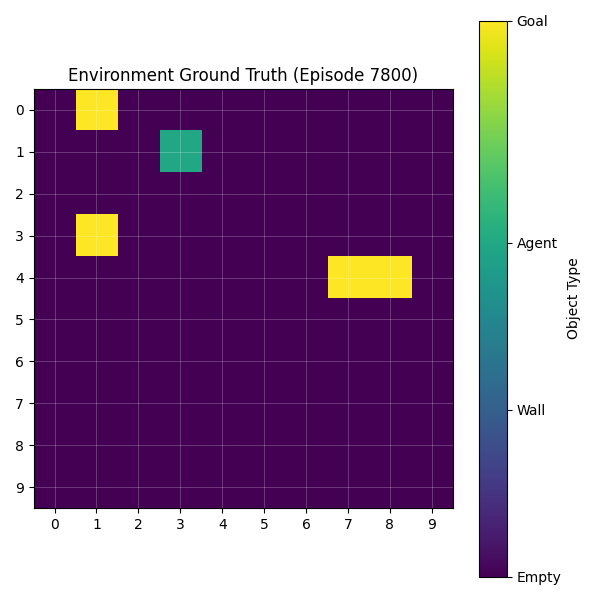 Environment Ground Truth (Episode 7800)
0
1
2
3
4
5
6
7
8
9
0 1 2 3 4 5 6 7 8 9
Goal
Agent
Wall
Empty
Object Type